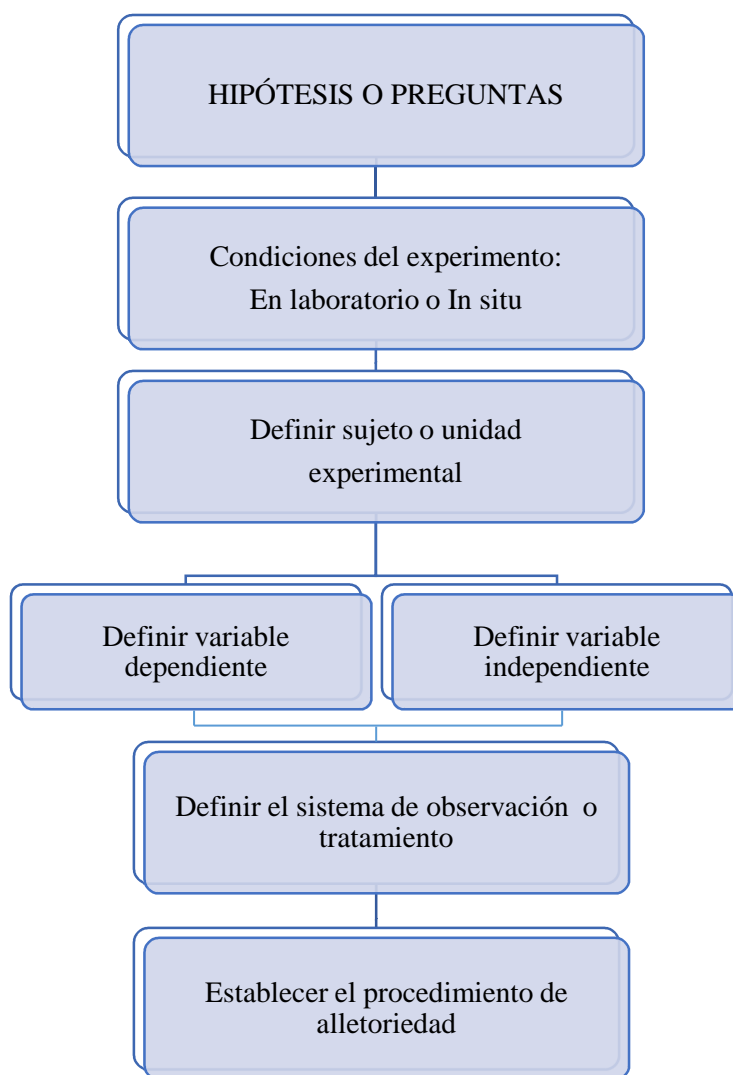 HIPÓTESIS O PREGUNTAS
Condiciones del experimento:
En laboratorio o In situ
Definir sujeto o unidad
experimental
Definir variable
dependiente
Definir variable
independiente
Definir el sistema de observación o
tratamiento
Establecer el procedimiento de
alletoriedad